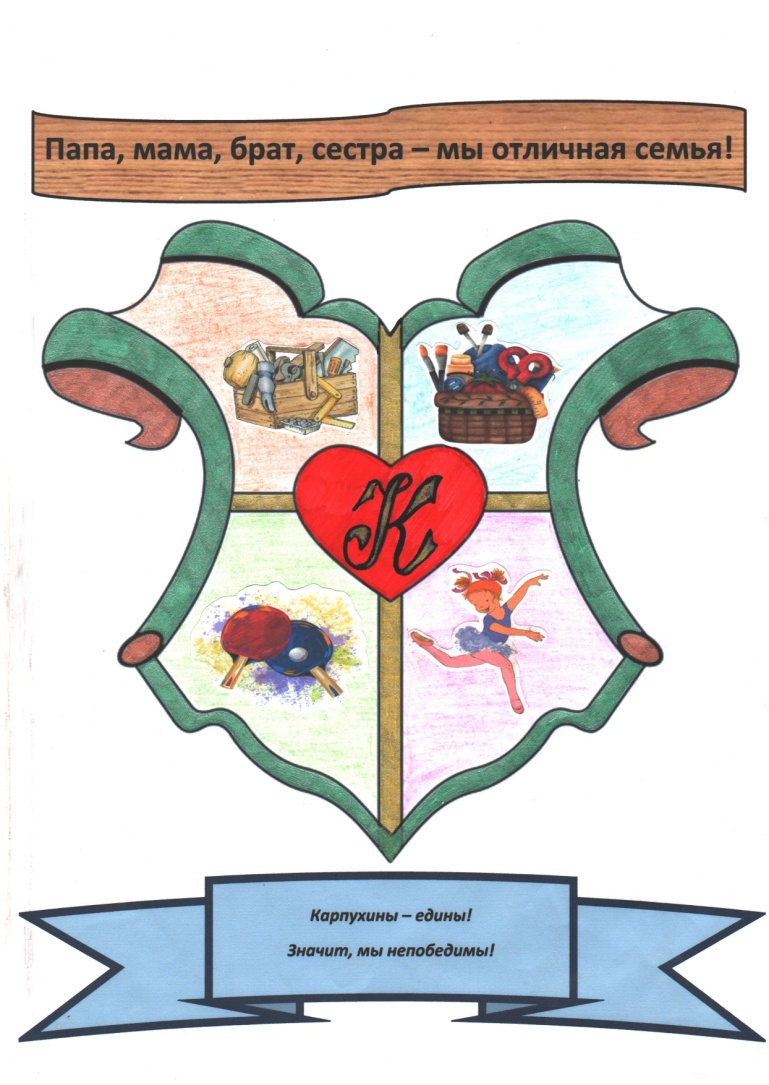 Папа, мама, брат, сестра – мы отличная семья!
К
Карпухины – едины!
Значит, мы непобедимы!